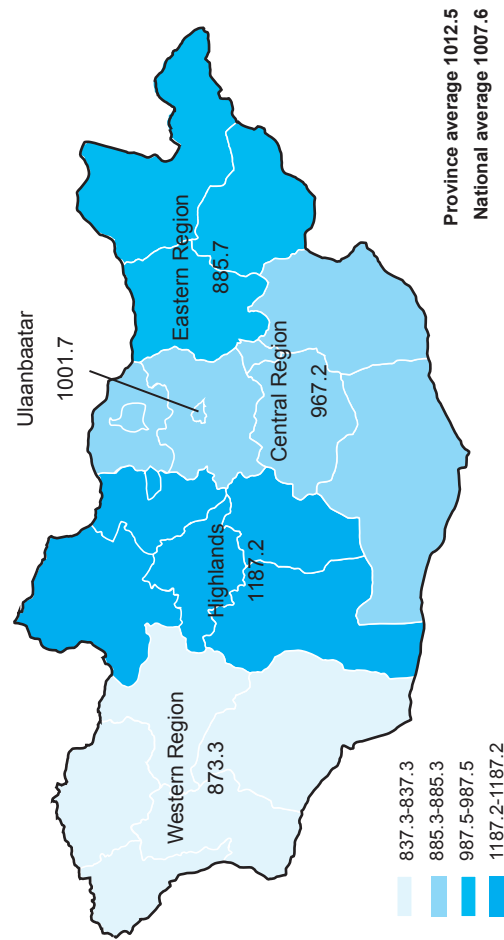 Ulaanbaatar
1001.7
Western Region
873.3
Highlands
1187.2
Central Region
967.2
Eastern Region
885.7
837.3-837.3
885.3-885.3
987.5-987.5
1187.2-1187.2
Province average 1012.5
National average 1007.6